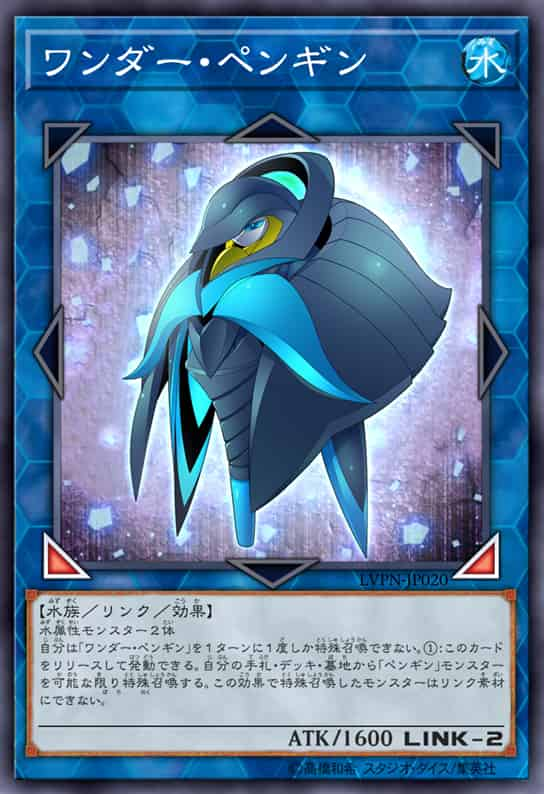 ワンダー・ペンギン
水
LVPN-JP020
【水族／リンク／効果】
水属性モンスター２体
自分は「ワンダー・ペンギン」を１ターンに１度しか特殊召喚できない。①:このカード
をリリースして発動できる。自分の手札・デッキ・墓地から「ペンギン」モンスター
を可能な限り特殊召喚する。この効果で特殊召喚したモンスターはリンク素材
にできない。
ATK/1600 LINK-2
©高橋和名 スタジオ・ダイス/集英社